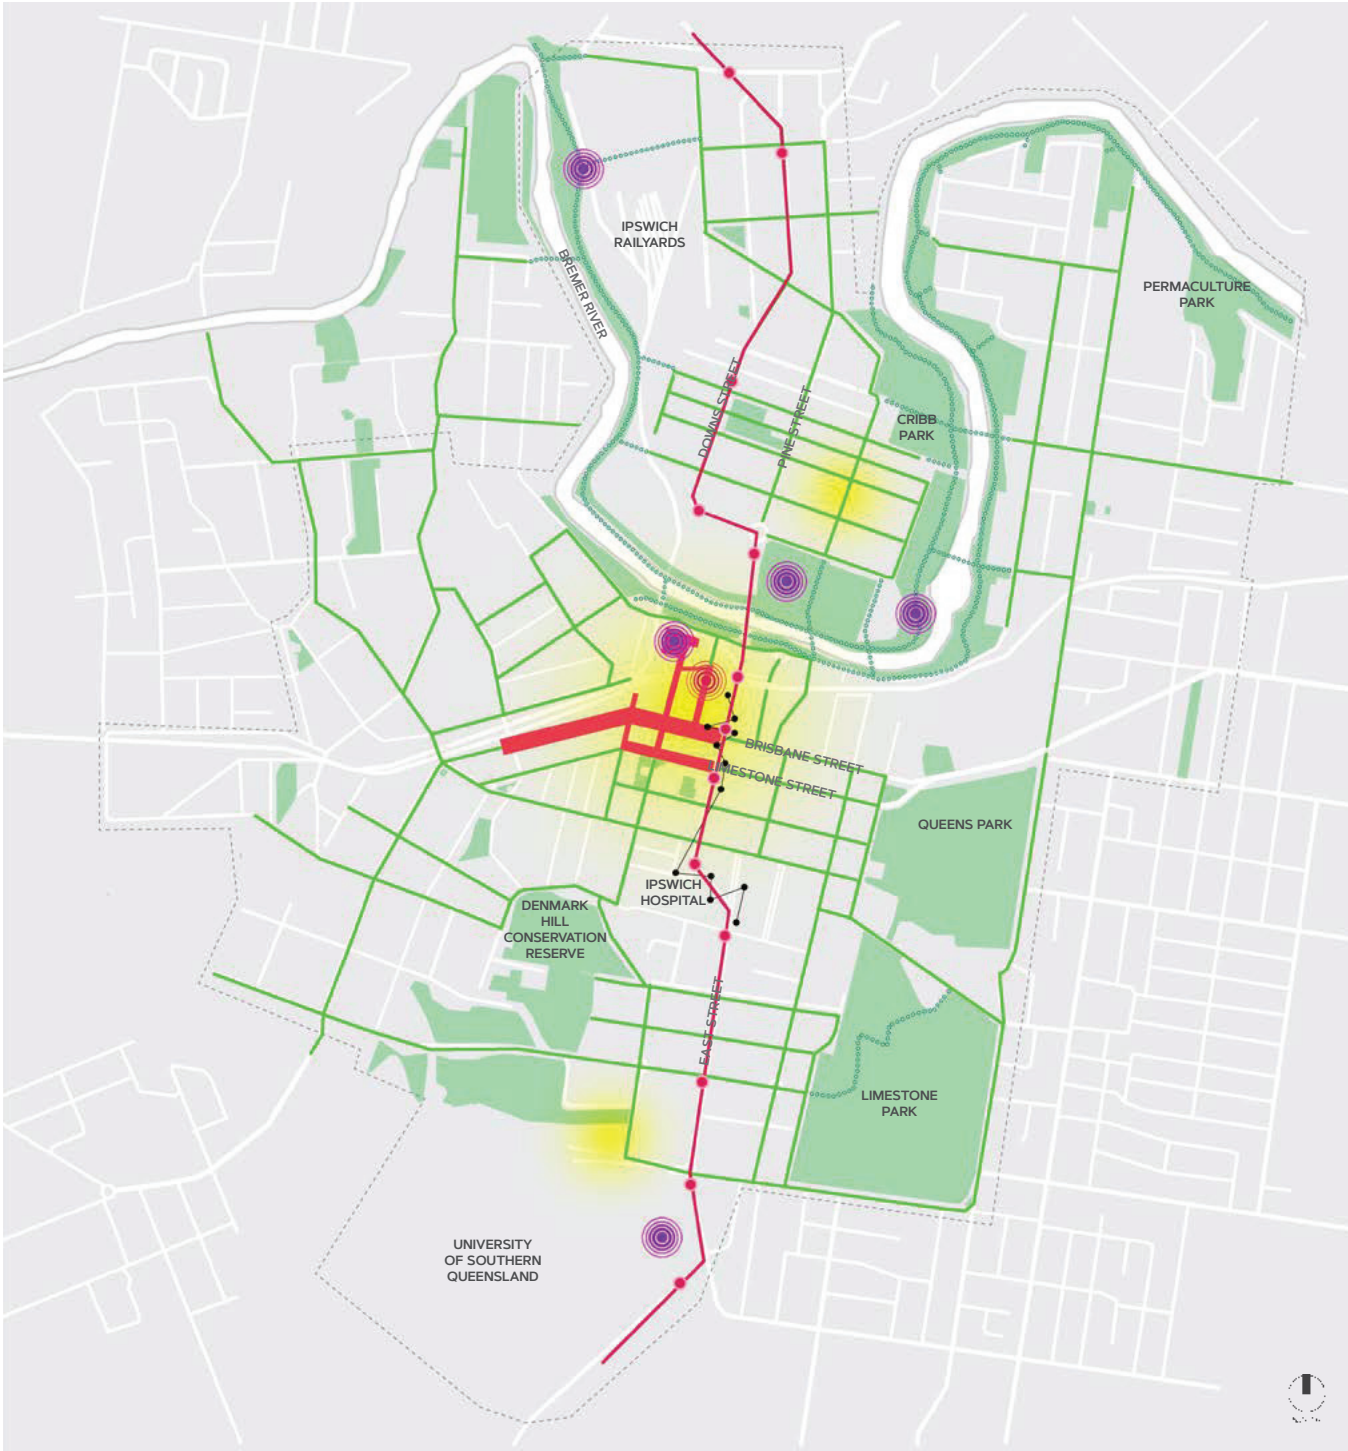 IPSWICH
RAILYARDS
BREMER RIVER
PERMACULTURE
PARK
DOWNS STREET
PINE STREET
CRIBB
PARK
BRISBANE STREET
LIMESTONE STREET
QUEENS PARK
IPSWICH
HOSPITAL
DENMARK
HILL
CONSERVATION
RESERVE
EAST STREET
LIMESTONE
PARK
UNIVERSITY
OF SOUTHERN
QUEENSLAND